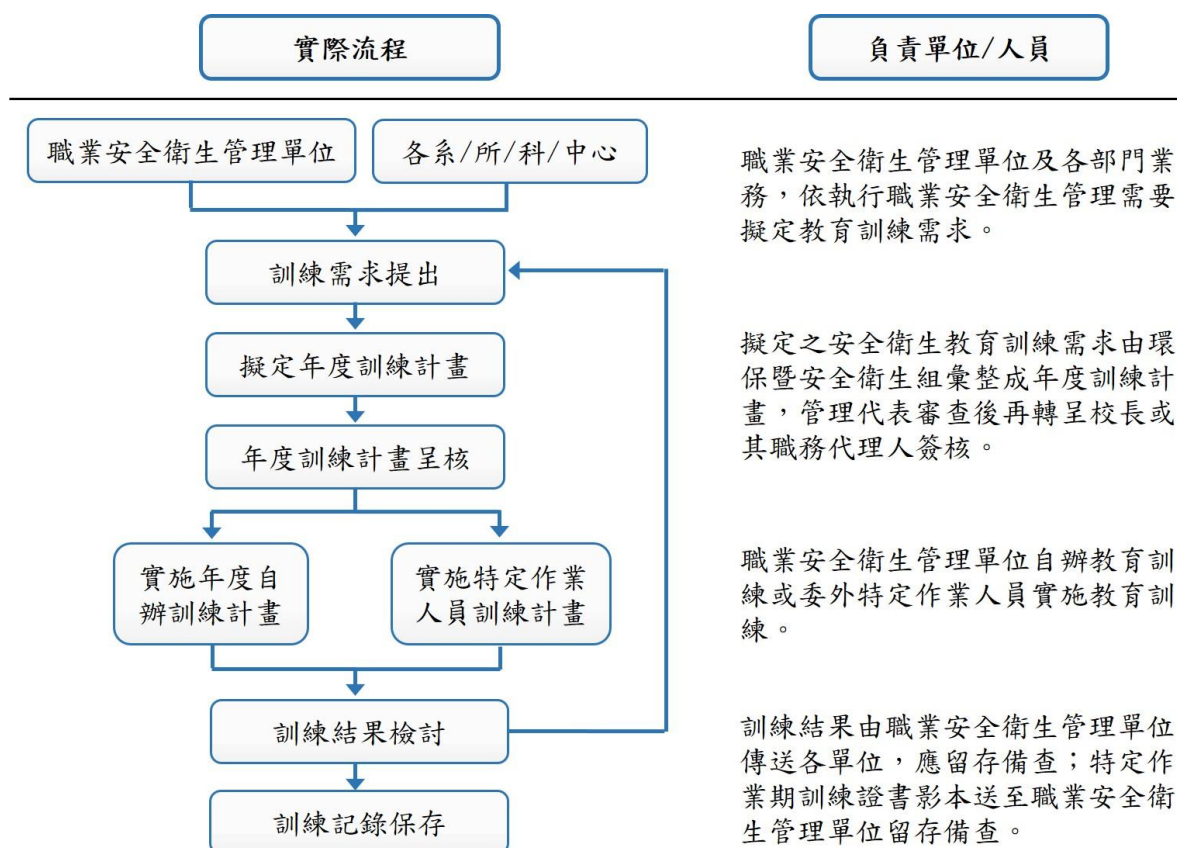 實際流程
負責單位/人員
職業安全衛生管理單位
各系/所/科/中心
訓練需求提出
擬定年度訓練計畫
年度訓練計畫呈核
實施年度自
辦訓練計畫
實施特定作業
人員訓練計畫
訓練結果檢討
訓練記錄保存
職業安全衛生管理單位及各部門業
務，依執行職業安全衛生管理需要
擬定教育訓練需求。
擬定之安全衛生教育訓練需求由環
保暨安全衛生組彙整成年度訓練計
畫，管理代表審查後再轉呈校長或
其職務代理人簽核。
職業安全衛生管理單位自辦教育訓
練或委外特定作業人員實施教育訓
練。
訓練結果由職業安全衛生管理單位
傳送各單位，應留存備查；特定作
業期訓練證書影本送至職業安全衛
生管理單位留存備查。